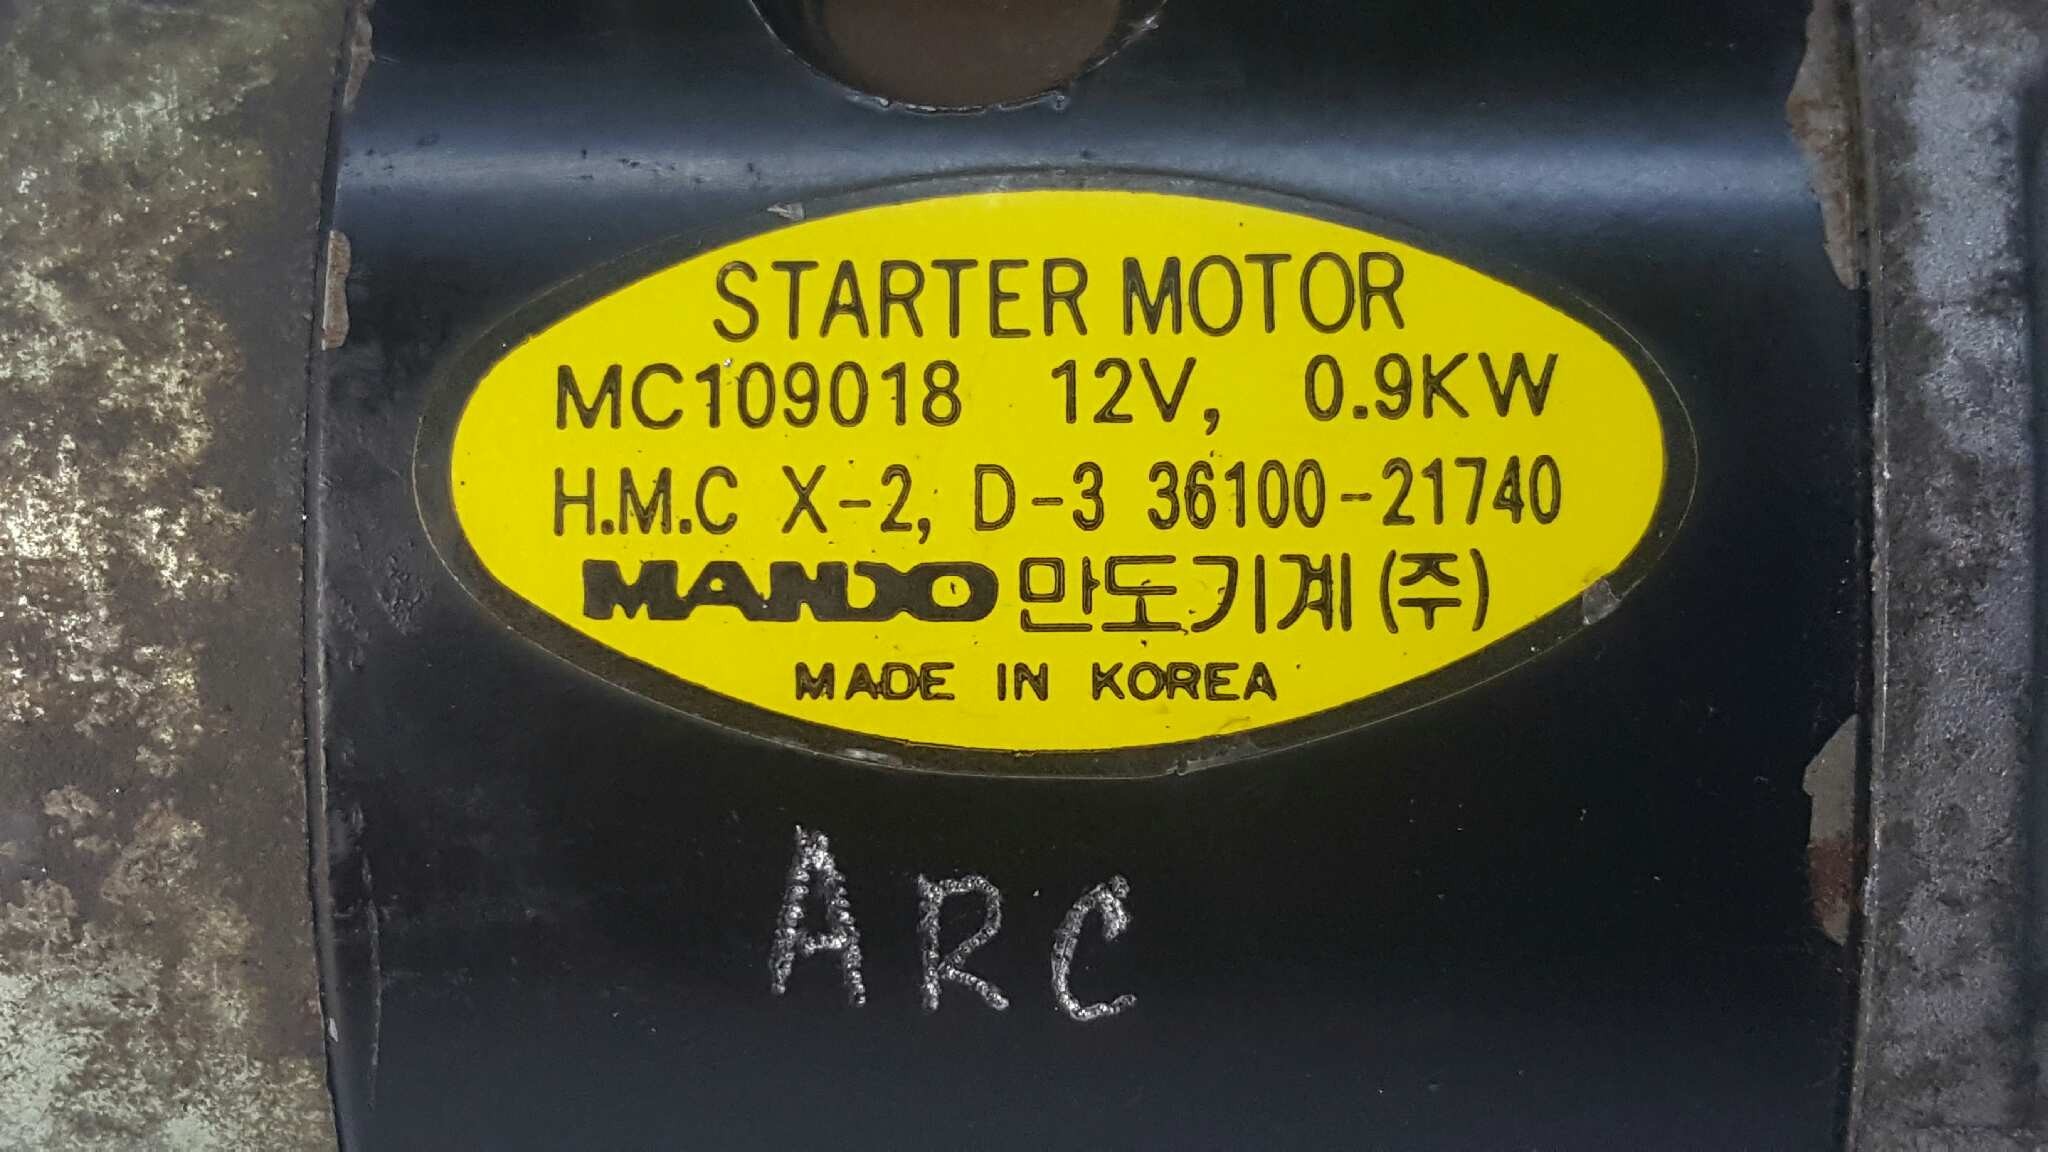 STARTER MOTOR
MC109018 12V, 0.9KW
H.M.C X-2, D-3 36100-21740
MANDO 만도기계(주)
MADE IN KOREA
ARC